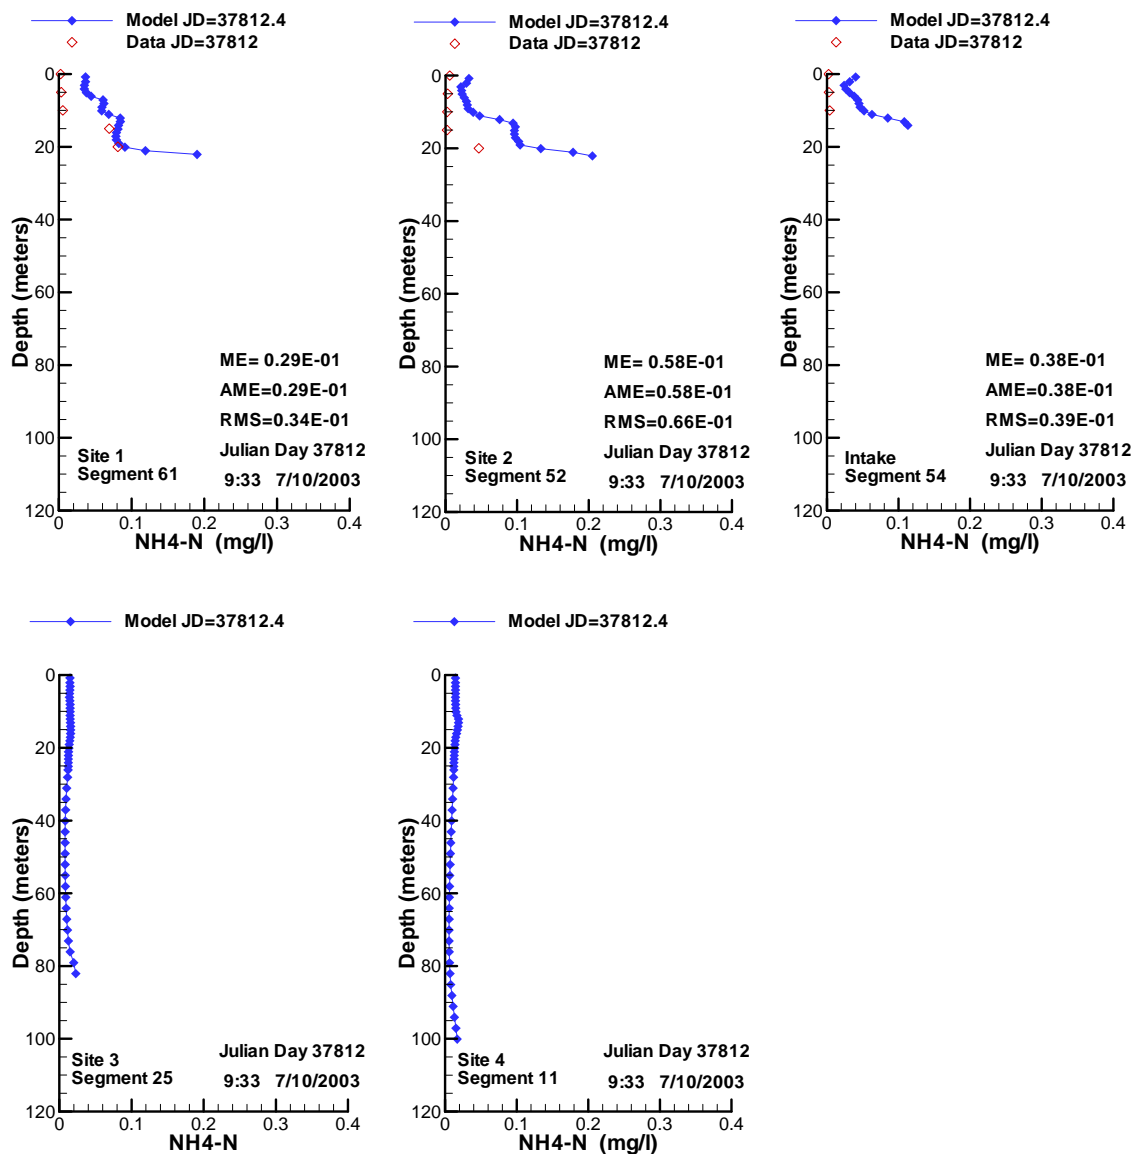 Model JD=37812.4
Data JD=37812
0
20
40
60
80
100
120
Depth (meters)
ME= 0.29E-01
AME=0.29E-01
RMS=0.34E-01
Julian Day 37812
Site 1
Segment 61
9:33 7/10/2003
0 0.1 0.2 0.3 0.4
NH4-N (mg/l)
Model JD=37812.4
Data JD=37812
0
20
40
60
80
100
120
Depth (meters)
ME= 0.58E-01
AME=0.58E-01
RMS=0.66E-01
Julian Day 37812
Site 2
Segment 52
9:33 7/10/2003
0 0.1 0.2 0.3 0.4
NH4-N (mg/l)
Model JD=37812.4
Data JD=37812
0
20
40
60
80
100
120
Depth (meters)
ME= 0.38E-01
AME=0.38E-01
RMS=0.39E-01
Julian Day 37812
Intake
Segment 54
9:33 7/10/2003
0 0.1 0.2 0.3 0.4
NH4-N (mg/l)
Model JD=37812.4
0
20
40
60
80
100
120
Depth (meters)
Julian Day 37812
Site 3
Segment 25
9:33 7/10/2003
0 0.1 0.2 0.3 0.4
NH4-N
Model JD=37812.4
0
20
40
60
80
100
120
Depth (meters)
Julian Day 37812
Site 4
Segment 11
9:33 7/10/2003
0 0.1 0.2 0.3 0.4
NH4-N (mg/l)